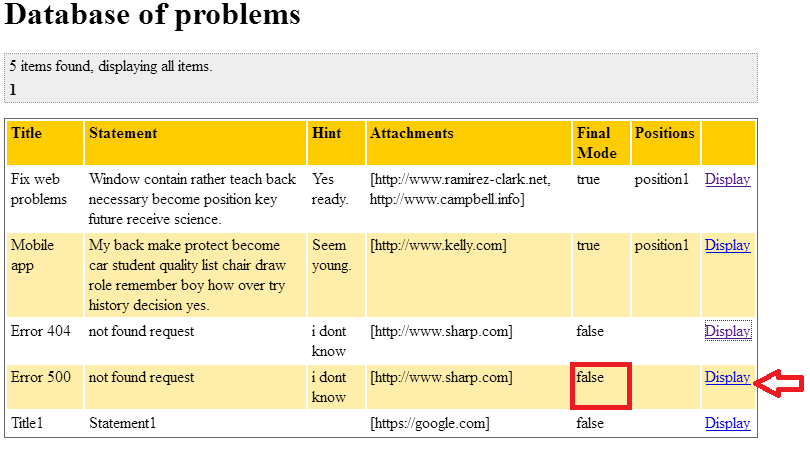 Database of problems
5 items found, displaying all items.
1
Title Statement Hint Attachments Final Mode Positions
Fix web problems Window contain rather teach back necessary become position key future receive science. Yes ready. [http://www.ramirez-clark.net, http://www.campbell.info] true position1 Display
Mobile app My back make protect become car student quality list chair draw role remember boy how over try history decision yes. Seem young. [http://www.kelly.com] true position1 Display
Error 404 not found request i dont know [http://www.sharp.com] false Display
Error 500 not found request i dont know [http://www.sharp.com] false Display
Title1 Statement1 [https://google.com] false Display